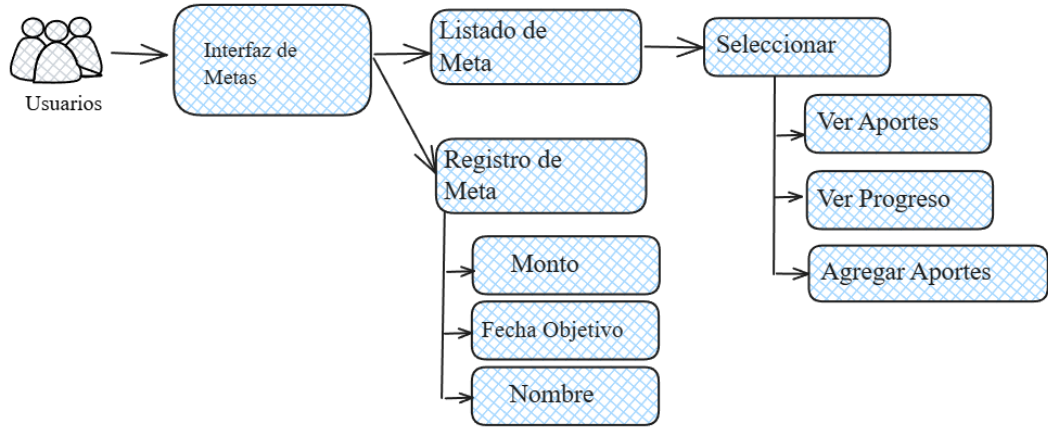 Usuarios
Interfaz de
Metas
Listado de
Meta
Seleccionar
Ver Aportes
Ver Progreso
Agregar Aportes
Registro de
Meta
Monto
Fecha Objetivo
Nombre